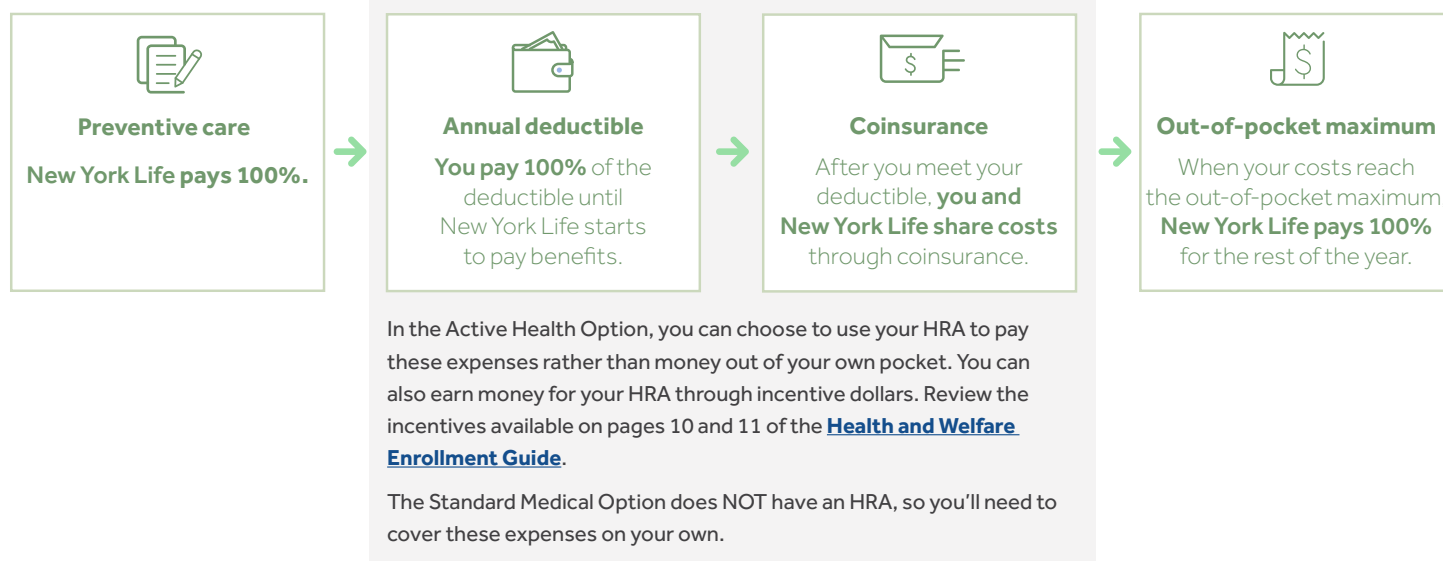 Preventive care
New York Life pays 100%.
Annual deductible
You pay 100% of the
deductible until
New York Life starts
to pay benefits.
$
Coinsurance
After you meet your
deductible, you and
New York Life share costs
through coinsurance.
$
Out-of-pocket maximum
When your costs reach
the out-of-pocket maximum
New York Life pays 100%
for the rest of the year.
In the Active Health Option, you can choose to use your HRA to pay
these expenses rather than money out of your own pocket. You can
also earn money for your HRA through incentive dollars. Review the
incentives available on pages 10 and 11 of the Health and Welfare
Enrollment Guide.
The Standard Medical Option does NOT have an HRA, so you’ll need to
cover these expenses on your own.